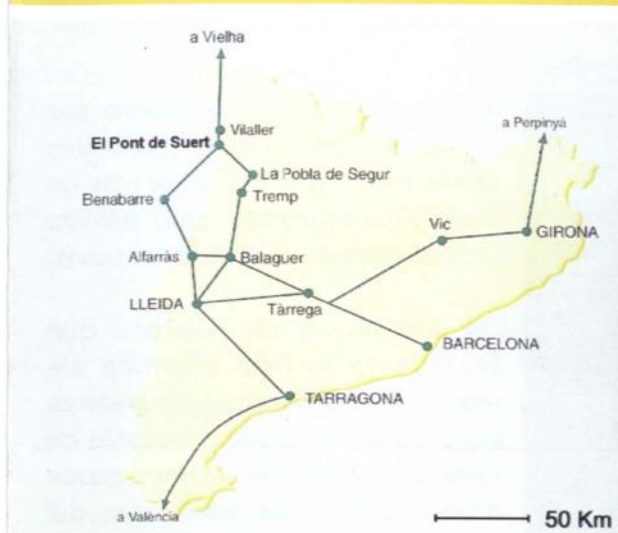 a Vielha
Vilaller
El Pont de Suert
a Perpinyà
La Pobla de Segur
Benabarre
Tremp
Vic
GIRONA
Alfarràs
Balaguer
LLEIDA
Tàrrega
BARCELONA
TARRAGONA
a València
50 Km